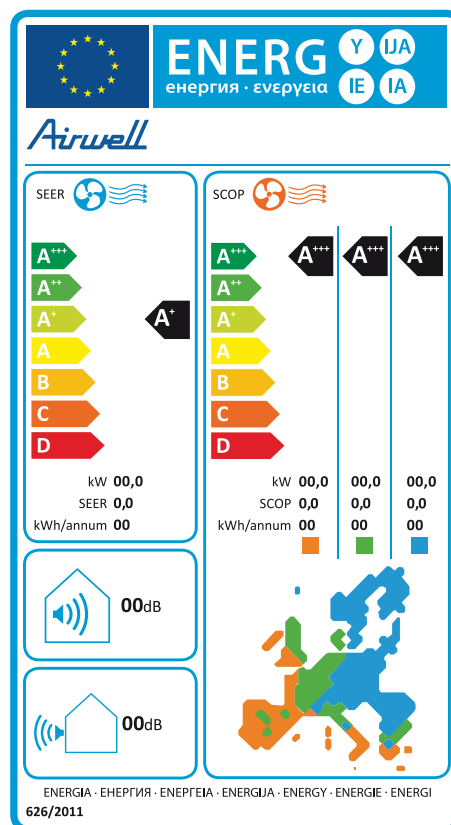 ENERG Y IJA
енергия · ενεργεια IE IA
Airwell
SEER
A+++
A++
A+
A
B
C
D
A+
kW 00,0
SEER 0,0
kWh/annum 00
SCOP
A+++
A++
A+
A
B
C
D
A+++ A+++ A+++
kW 00,0 00,0 00,0
SCOP 0,0 0,0 0,0
kWh/annum 00 00 00
00dB
00dB
ENERGIA · ЕНЕРГИЯ · ΕΝΕΡΓΕΙΑ · ENERGIJA · ENERGY · ENERGIE · ENERGI
626/2011